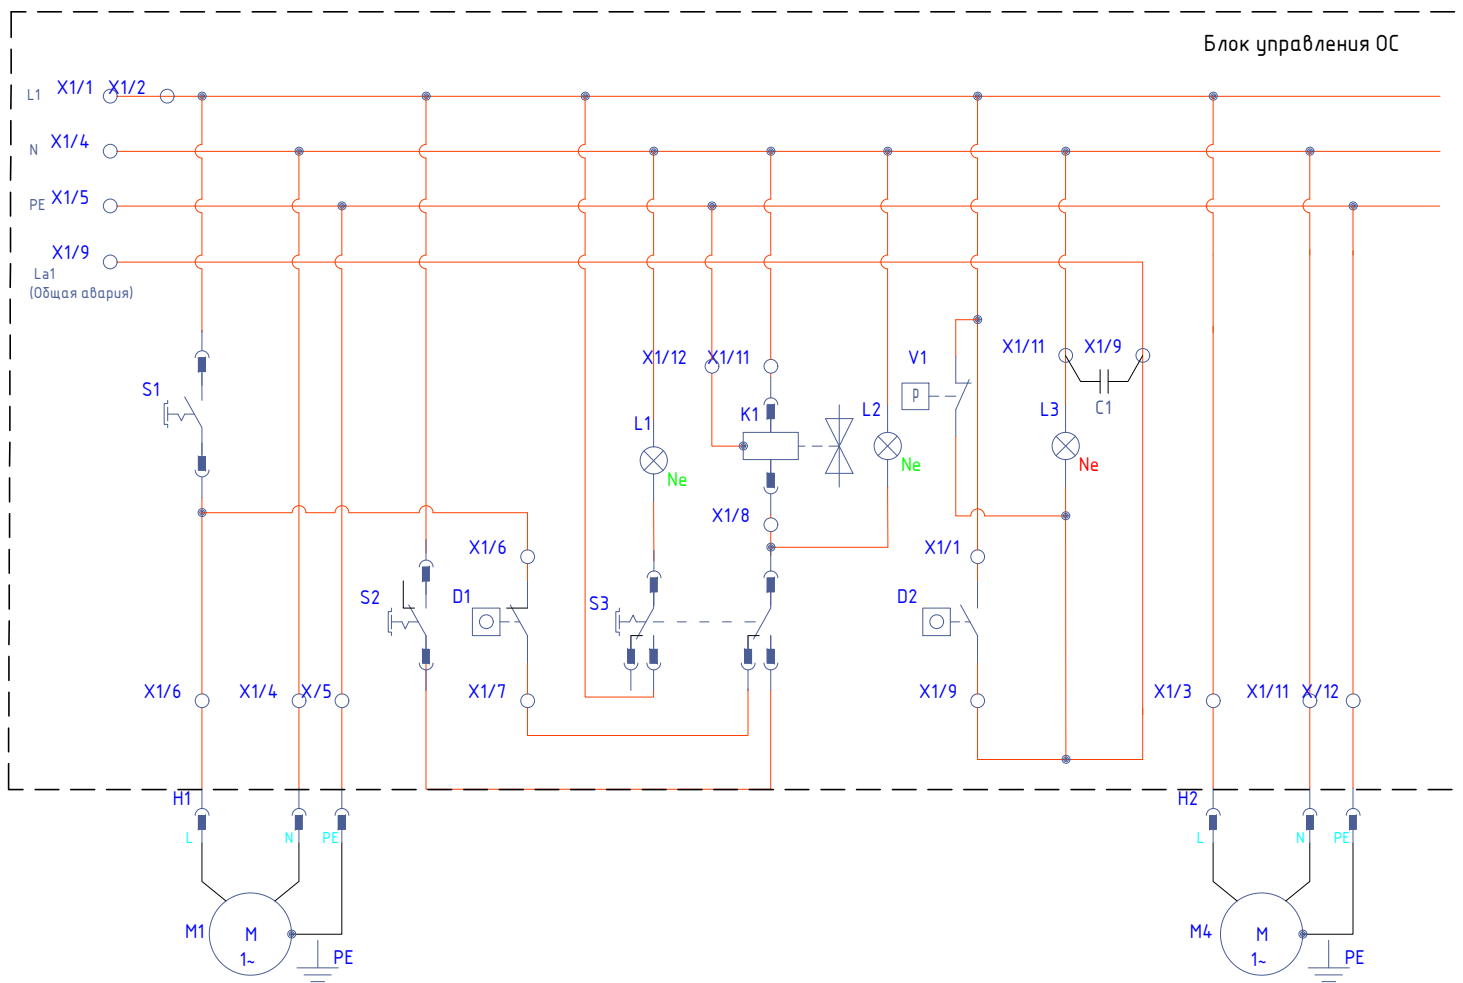 Блок управления ОС
L1 X1/1 X1/2
N X1/4
PE X1/5
X1/9
La1
(Общая авария)
X1/12 X1/11
V1
X1/11 X1/9
S1
P
C1
L1
K1
L2
L3
Ne
Ne
Ne
X1/8
X1/6
X1/1
S2
D1
S3
D2
X1/6
X1/4
X/5
X1/7
X1/9
X1/3
X1/11
X/12
H1
H2
L
N
PE
L
N
PE
M1
M
1~
PE
M4
M
1~
PE